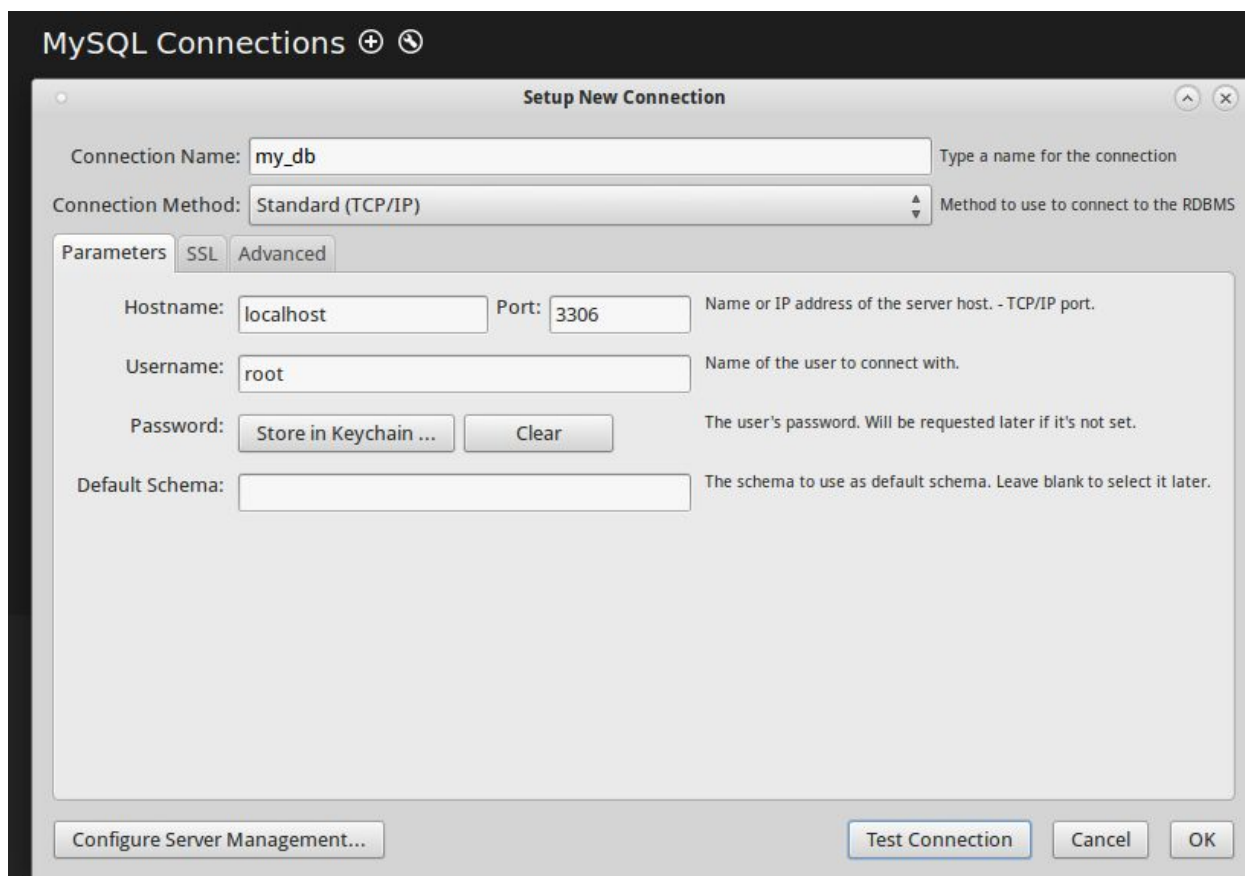 MySQL Connections
Setup New Connection
Connection Name: my_db Type a name for the connection
Connection Method: Standard (TCP/IP) Method to use to connect to the RDBMS
Parameters SSL Advanced
Hostname: localhost Port: 3306 Name or IP address of the server host. - TCP/IP port.
Username: root Name of the user to connect with.
Password: Store in Keychain ... Clear The user's password. Will be requested later if it's not set.
Default Schema: The schema to use as default schema. Leave blank to select it later.
Configure Server Management... Test Connection Cancel OK